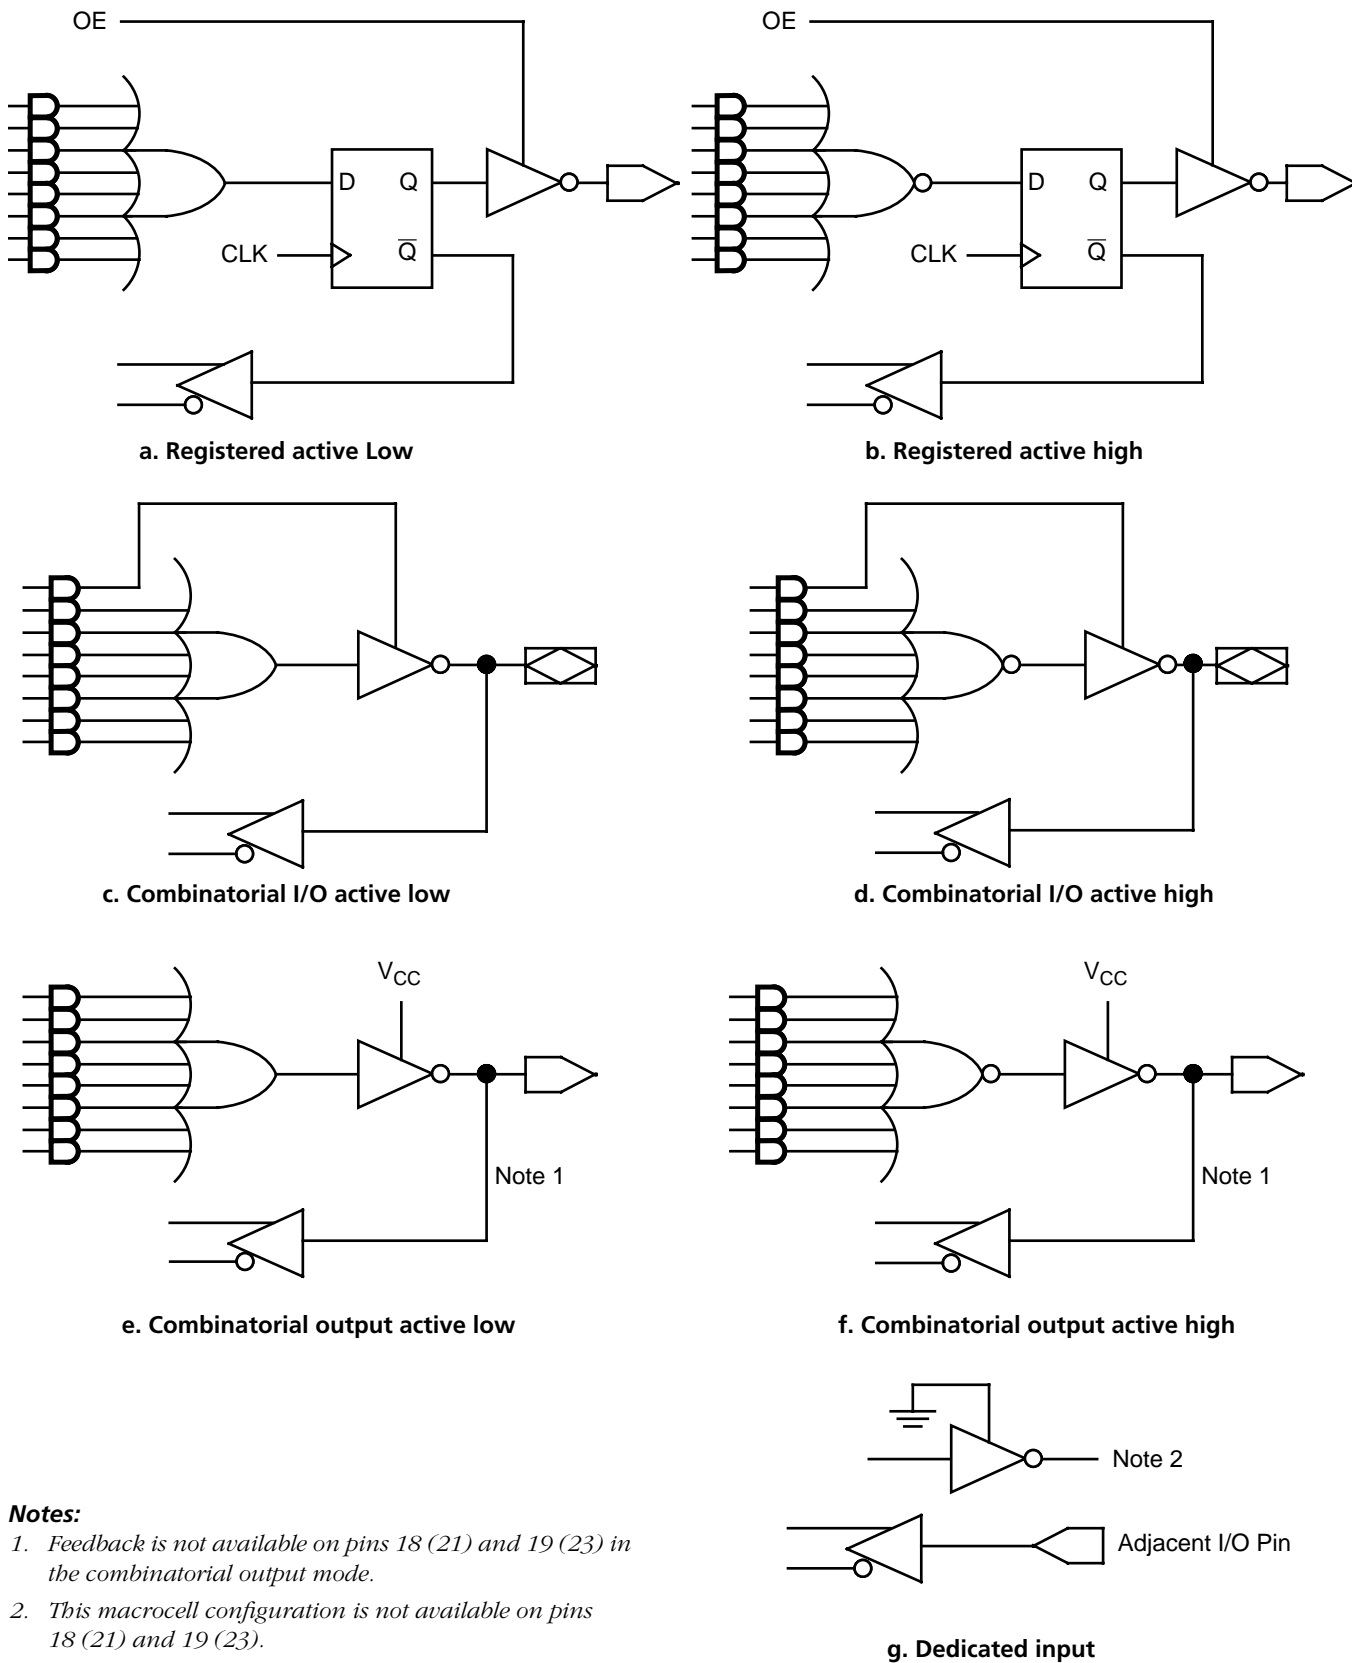 OE
OE
D Q
D Q
CLK Q̅
CLK Q̅
a. Registered active Low
b. Registered active high
c. Combinatorial I/O active low
d. Combinatorial I/O active high
VCC
VCC
Note 1
Note 1
e. Combinatorial output active low
f. Combinatorial output active high
Note 2
Adjacent I/O Pin
g. Dedicated input
Notes:
1. Feedback is not available on pins 18 (21) and 19 (23) in
the combinatorial output mode.
2. This macrocell configuration is not available on pins
18 (21) and 19 (23).